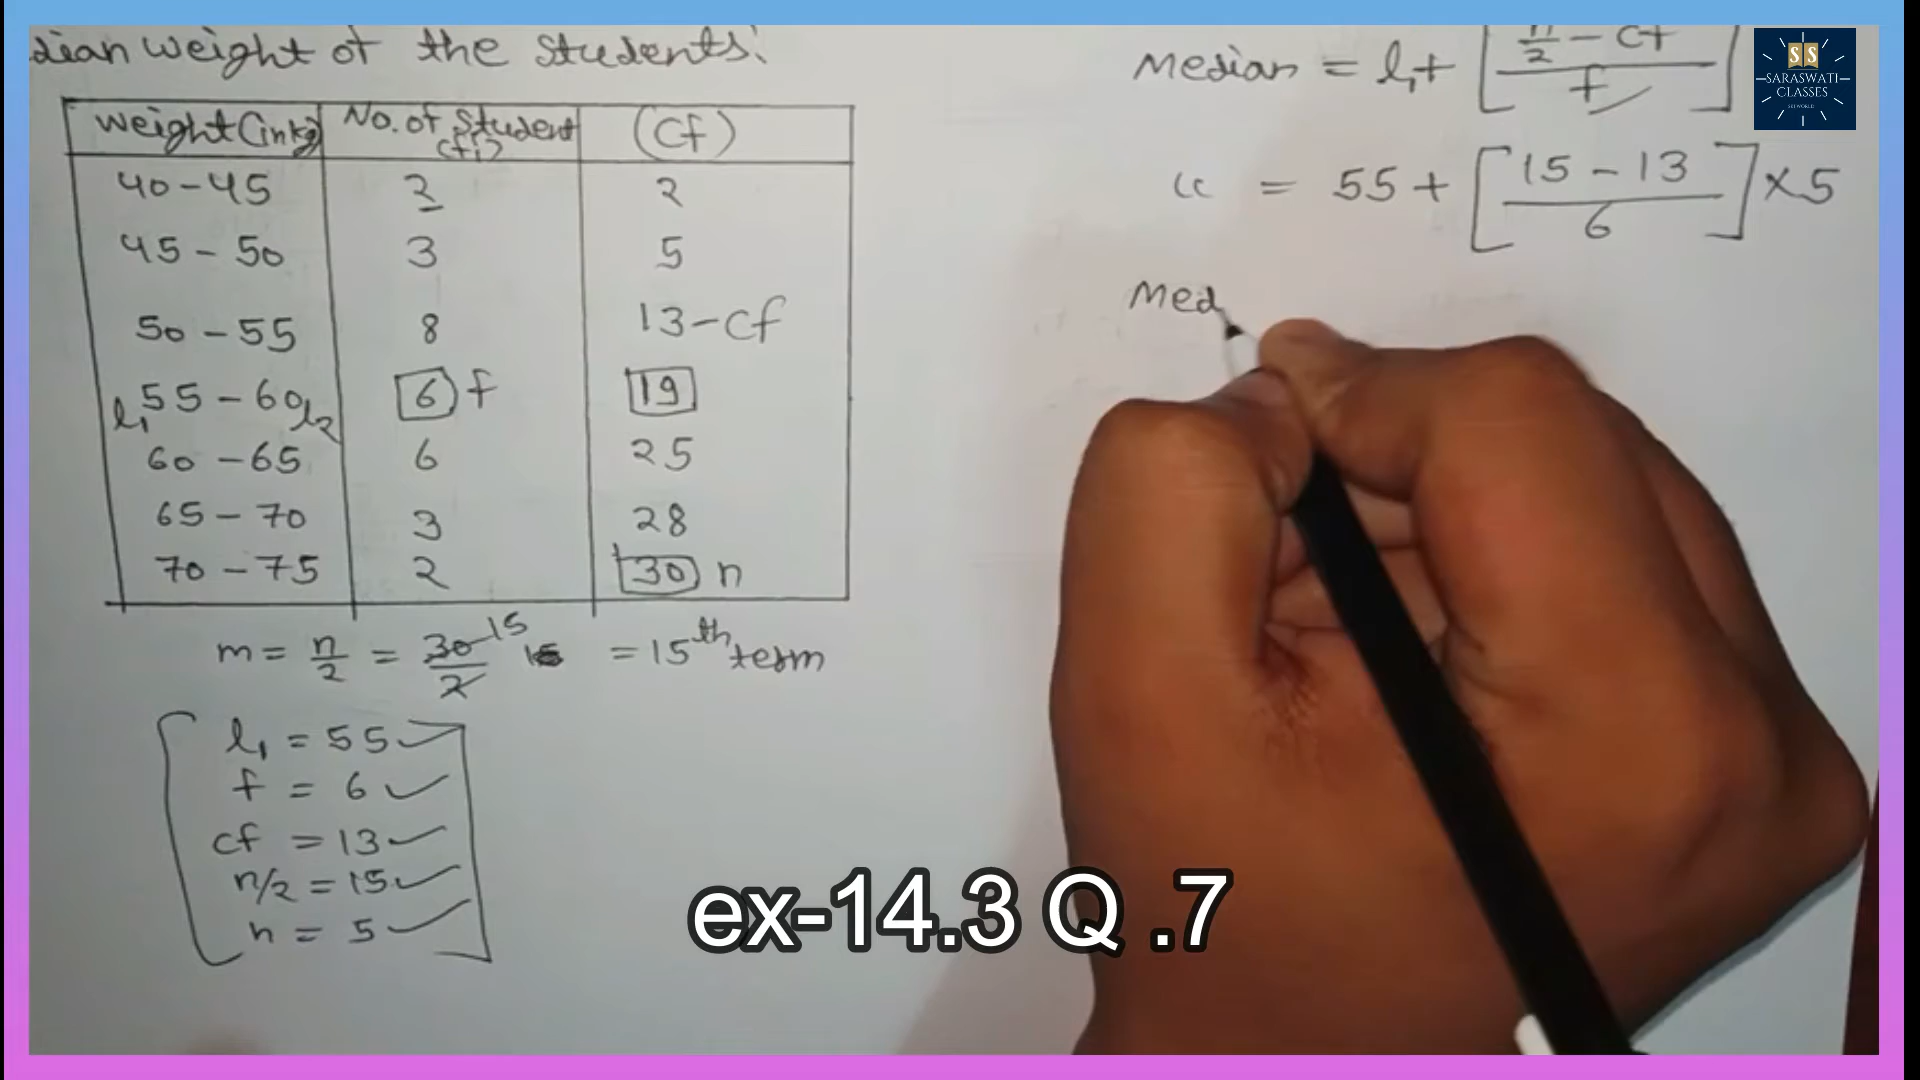 dian weight of the students.
Weight(in kg) No. of Student (fi) (Cf)
40-45 2 2
45-50 3 5
50-55 8 13-cf
l₁ 55-60 l₂ 6 f 19
60-65 6 25
65-70 3 28
70-75 2 30 n
m = n/2 = 30/2 15 = 15th term
l₁ = 55
f = 6
cf = 13
n/2 = 15
h = 5
Median = l₁ + [n/2 - cf / f]
" = 55 + [15 - 13 / 6] × 5
Med
SS
SARASWATI
CLASSES
ex-14.3 Q .7